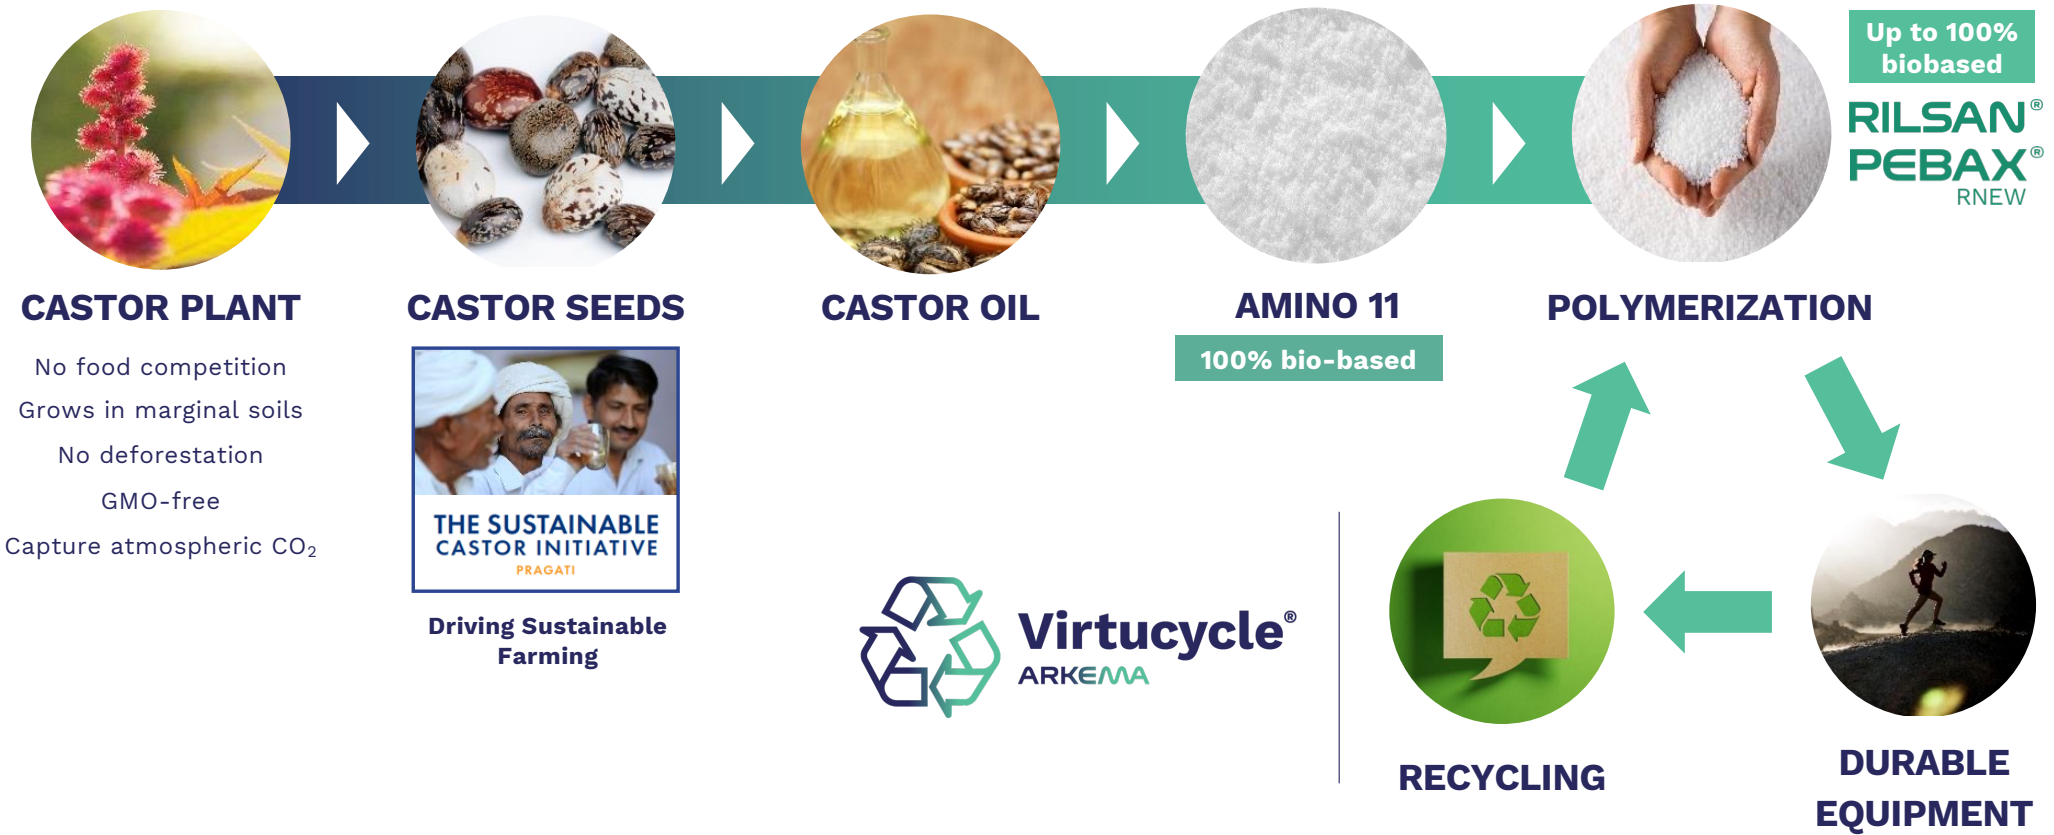 Up to 100%
biobased
RILSAN®
PEBAX®
RNEW
CASTOR PLANT
No food competition
Grows in marginal soils
No deforestation
GMO-free
Capture atmospheric CO₂
CASTOR SEEDS
THE SUSTAINABLE
CASTOR INITIATIVE
PRAGATI
Driving Sustainable
Farming
CASTOR OIL
AMINO 11
100% bio-based
POLYMERIZATION
Virtucycle®
ARKEMA
RECYCLING
DURABLE
EQUIPMENT